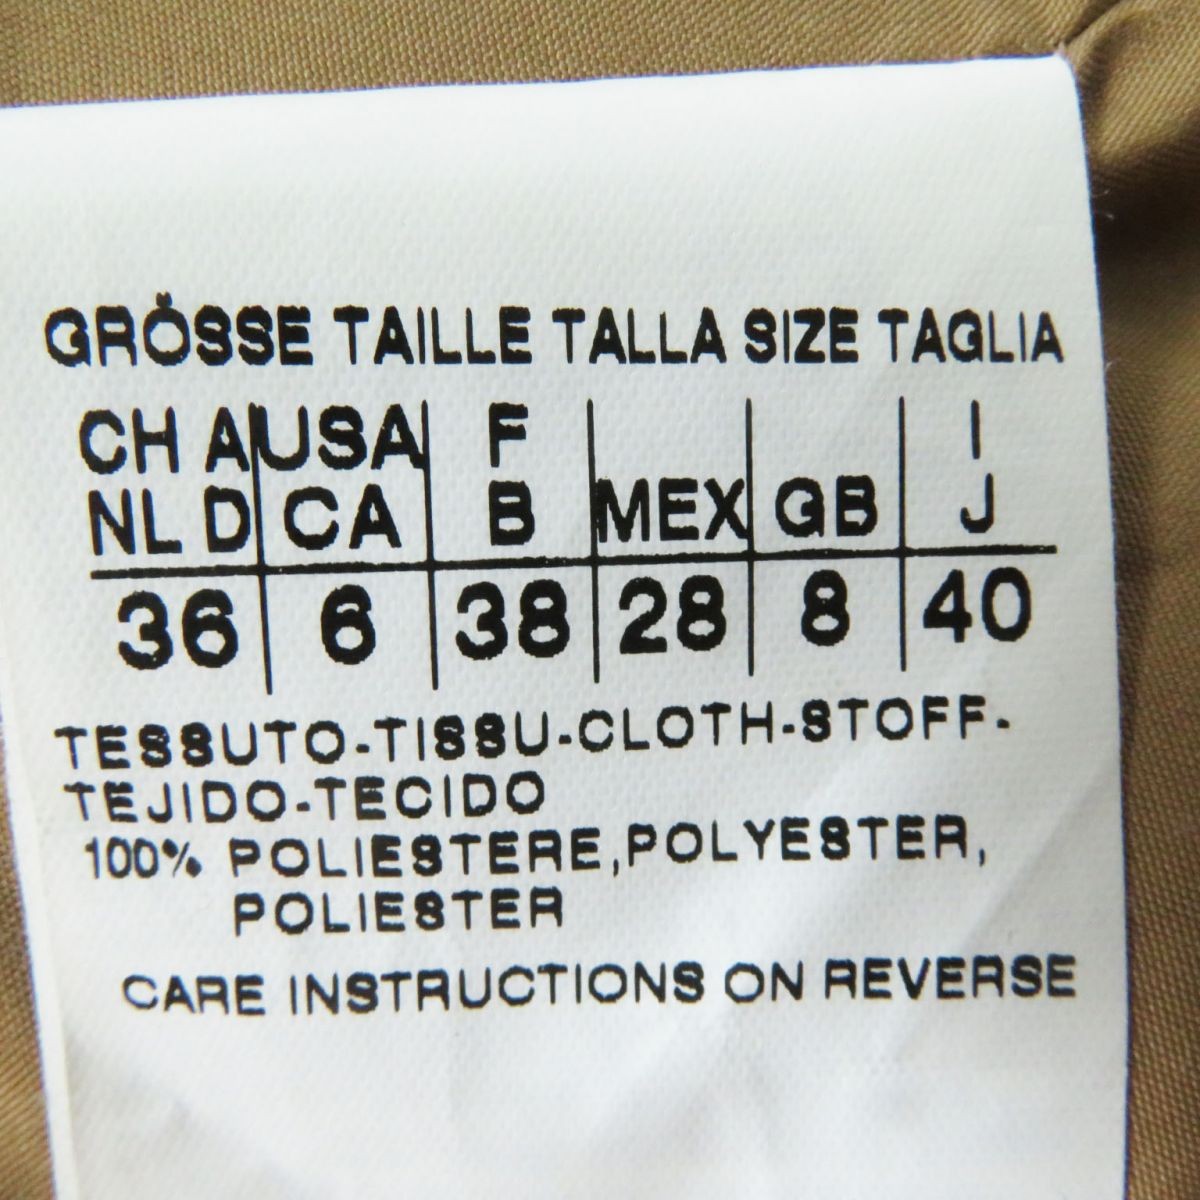 GRÖSSE TAILLE TALLA SIZE TAGLIA
CH A USA F I
NL D CA B MEX GB J
36 6 38 28 8 40
TESSUTO-TISSU-CLOTH-STOFF-
TEJIDO-TECIDO
100% POLIESTERE,POLYESTER,
POLIESTER
CARE INSTRUCTIONS ON REVERSE